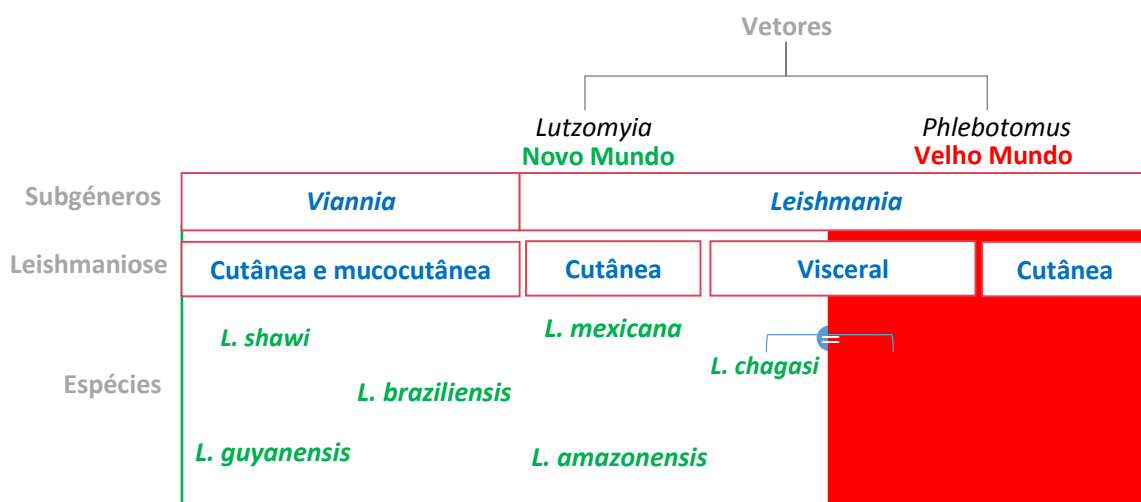 Vetores
Lutzomyia Phlebotomus
Novo Mundo Velho Mundo
Subgéneros Viannia Leishmania
Leishmaniose Cutânea e mucocutânea Cutânea Visceral Cutânea
L. shawi L. mexicana =
L. chagasi
Espécies L. braziliensis
L. guyanensis L. amazonensis